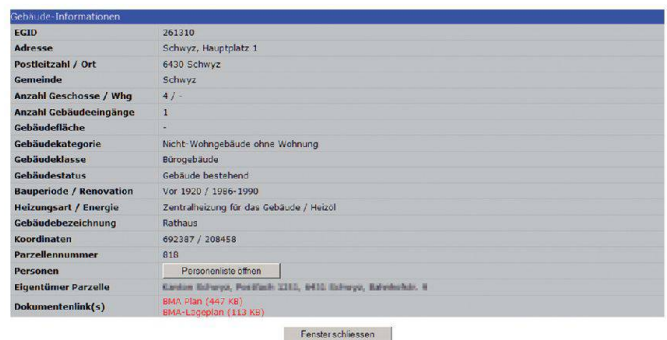 Gebäude-Informationen
EGID 261310
Adresse Schwyz, Hauptplatz 1
Postleitzahl / Ort 6430 Schwyz
Gemeinde Schwyz
Anzahl Geschosse / Whg 4 / -
Anzahl Gebäudeeingänge 1
Gebäudefläche -
Gebäudekategorie Nicht-Wohngebäude ohne Wohnung
Gebäudeklasse Bürogebäude
Gebäudestatus Gebäude bestehend
Bauperiode / Renovation Vor 1920 / 1986-1990
Heizungsart / Energie Zentralheizung für das Gebäude / Heizöl
Gebäudebezeichnung Rathaus
Koordinaten 692387 / 208458
Parzellennummer 818
Personen Personenliste öffnen
Eigentümer Parzelle
Dokumentenlink(s) BMA Plan (447 KB)
BMA-Lageplan (113 KB)
Fenster schliessen